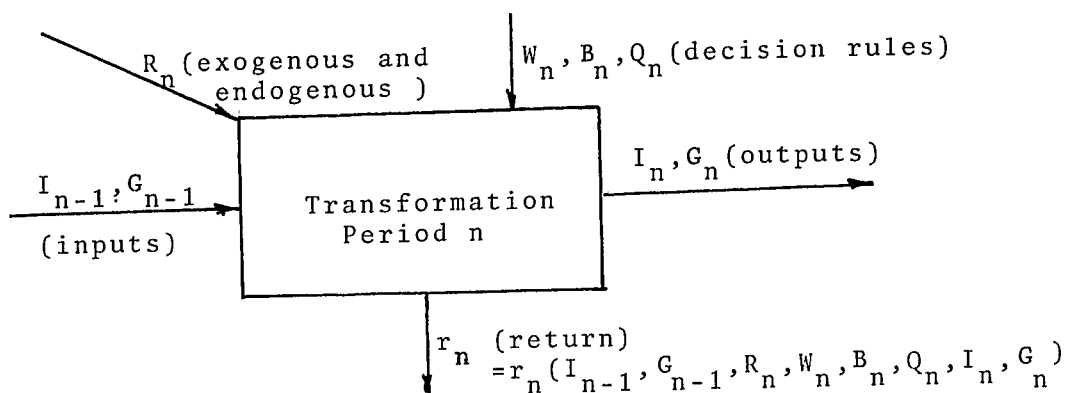 R_n (exogenous and
endogenous )
W_n, B_n, Q_n (decision rules)
I_n, G_n (outputs)
I_{n-1}, G_{n-1}
(inputs)
Transformation
Period n
r_n (return)
=r_n(I_{n-1}, G_{n-1}, R_n, W_n, B_n, Q_n, I_n, G_n)